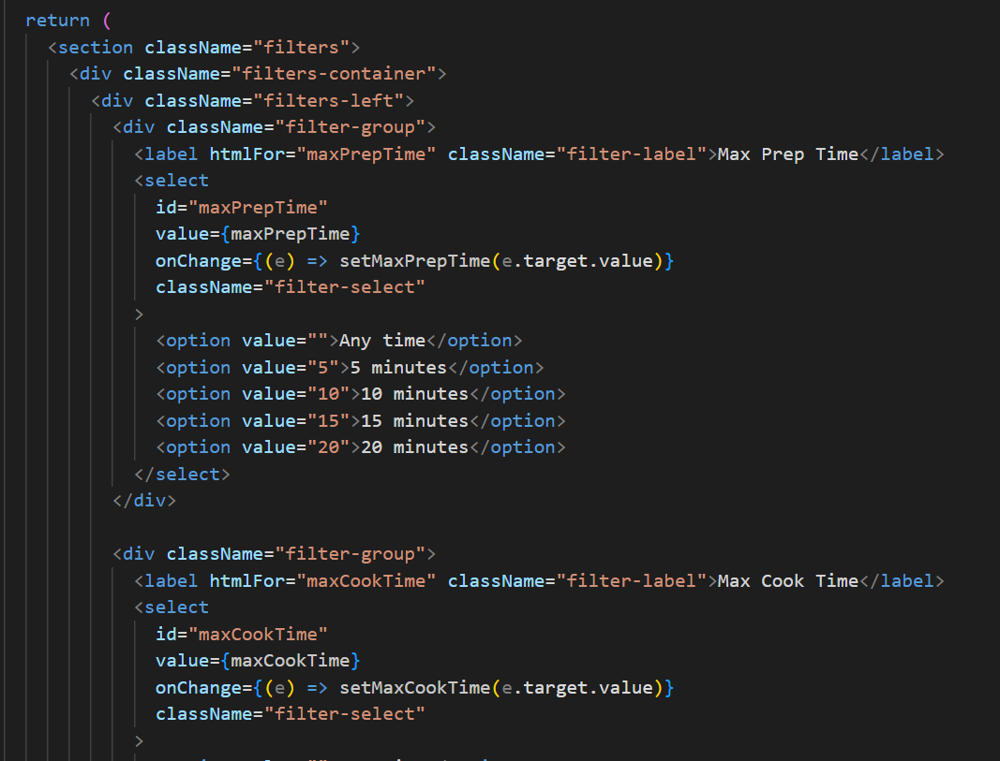 return (
<section className="filters">
<div className="filters-container">
<div className="filters-left">
<div className="filter-group">
<label htmlFor="maxPrepTime" className="filter-label">Max Prep Time</label>
<select
id="maxPrepTime"
value={maxPrepTime}
onChange={(e) => setMaxPrepTime(e.target.value)}
className="filter-select"
>
<option value="">Any time</option>
<option value="5">5 minutes</option>
<option value="10">10 minutes</option>
<option value="15">15 minutes</option>
<option value="20">20 minutes</option>
</select>
</div>
<div className="filter-group">
<label htmlFor="maxCookTime" className="filter-label">Max Cook Time</label>
<select
id="maxCookTime"
value={maxCookTime}
onChange={(e) => setMaxCookTime(e.target.value)}
className="filter-select"
>